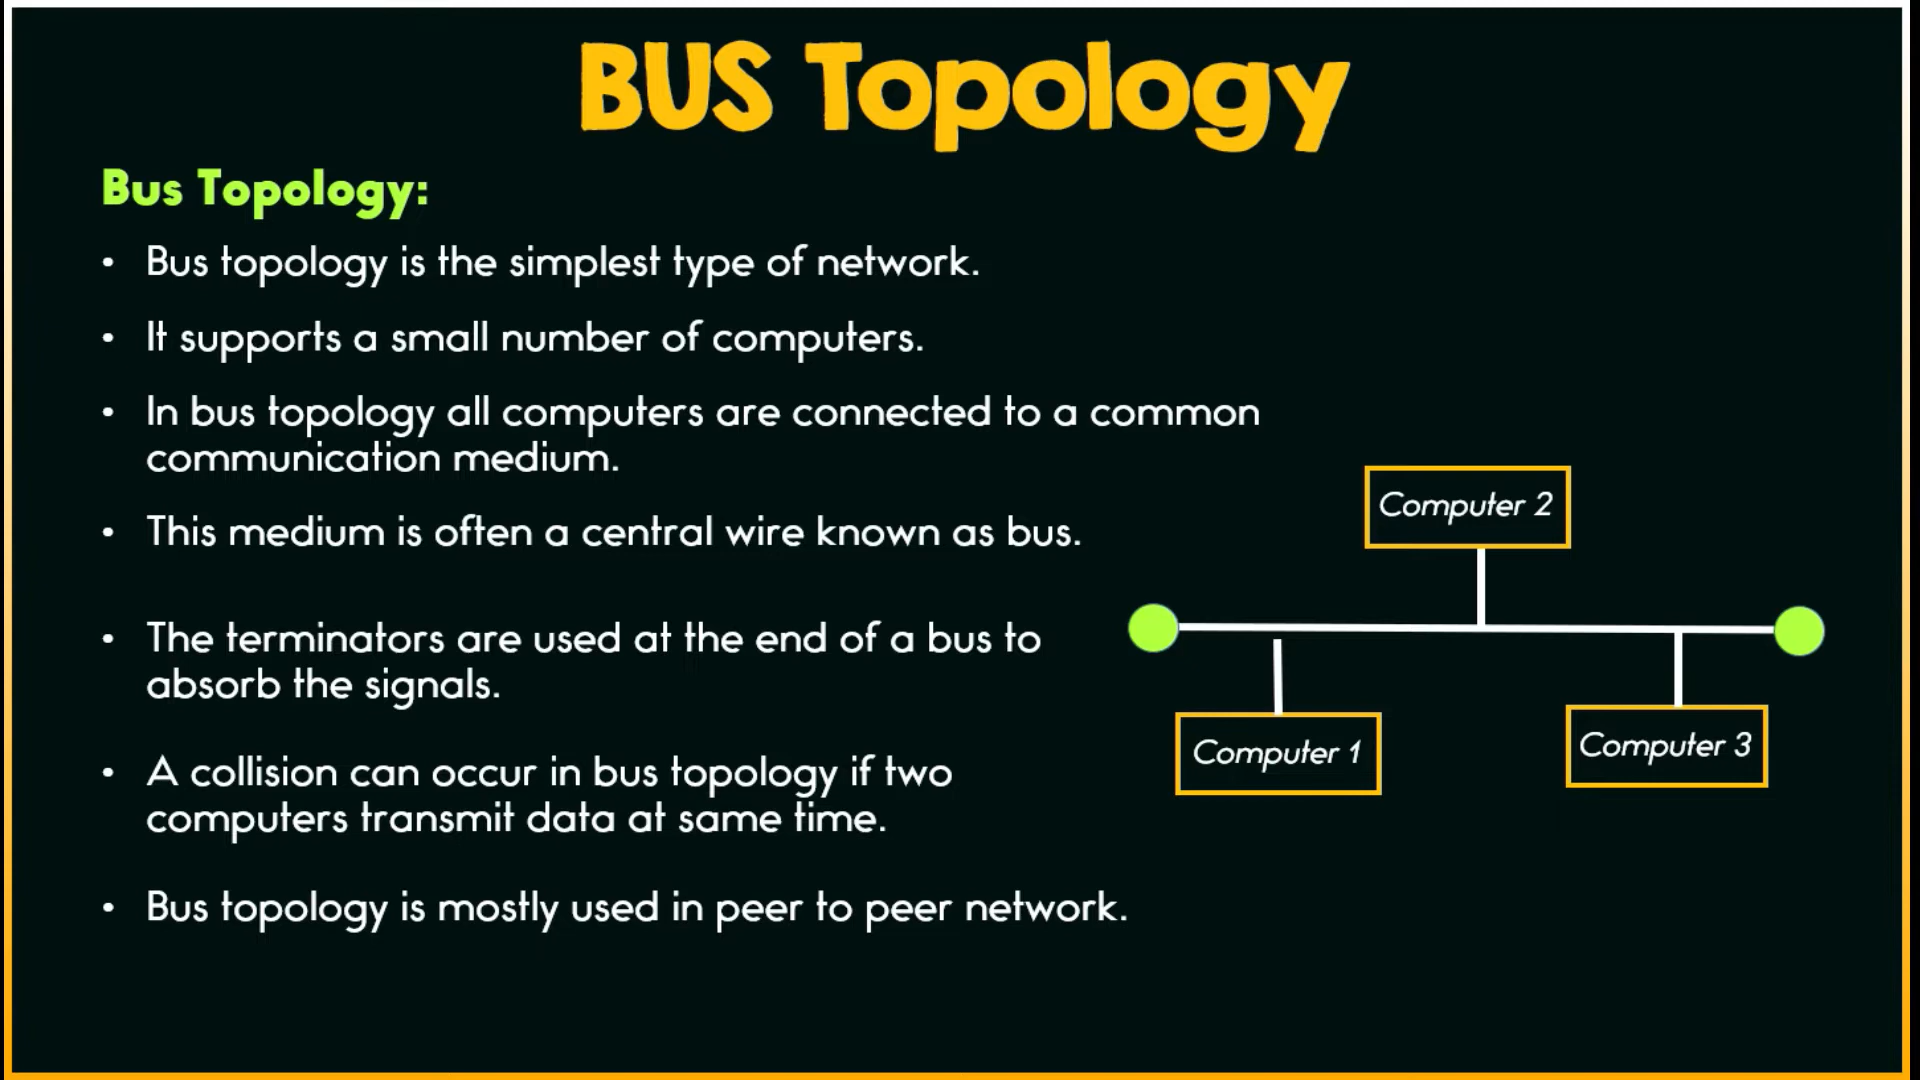 BUS Topology
Bus Topology:
• Bus topology is the simplest type of network.
• It supports a small number of computers.
• In bus topology all computers are connected to a common
communication medium.
• This medium is often a central wire known as bus.
• The terminators are used at the end of a bus to
absorb the signals.
• A collision can occur in bus topology if two
computers transmit data at same time.
• Bus topology is mostly used in peer to peer network.
Computer 2
Computer 1
Computer 3